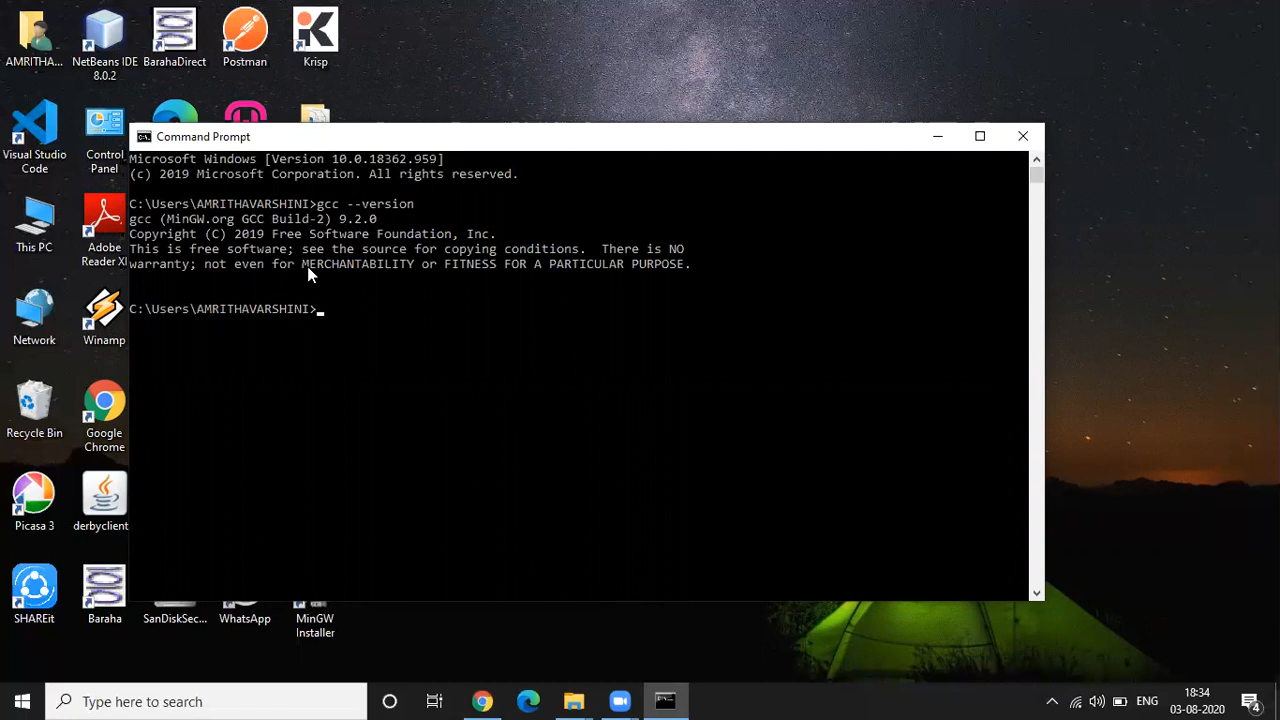 AMRITHA...
NetBeans IDE
8.0.2
BarahaDirect
Postman
Krisp
Visual Studio
Code
Control
Panel
This PC
Adobe
Reader XI
Network
Winamp
Recycle Bin
Google
Chrome
Picasa 3
derbyclient
SHAREit
Baraha
SanDiskSec...
WhatsApp
MinGW
Installer
Command Prompt
Microsoft Windows [Version 10.0.18362.959]
(c) 2019 Microsoft Corporation. All rights reserved.
C:\Users\AMRITHAVARSHINI>gcc --version
gcc (MinGW.org GCC Build-2) 9.2.0
Copyright (C) 2019 Free Software Foundation, Inc.
This is free software; see the source for copying conditions.  There is NO
warranty; not even for MERCHANTABILITY or FITNESS FOR A PARTICULAR PURPOSE.
C:\Users\AMRITHAVARSHINI>
Type here to search
ENG
8:34
03-08-2020
4